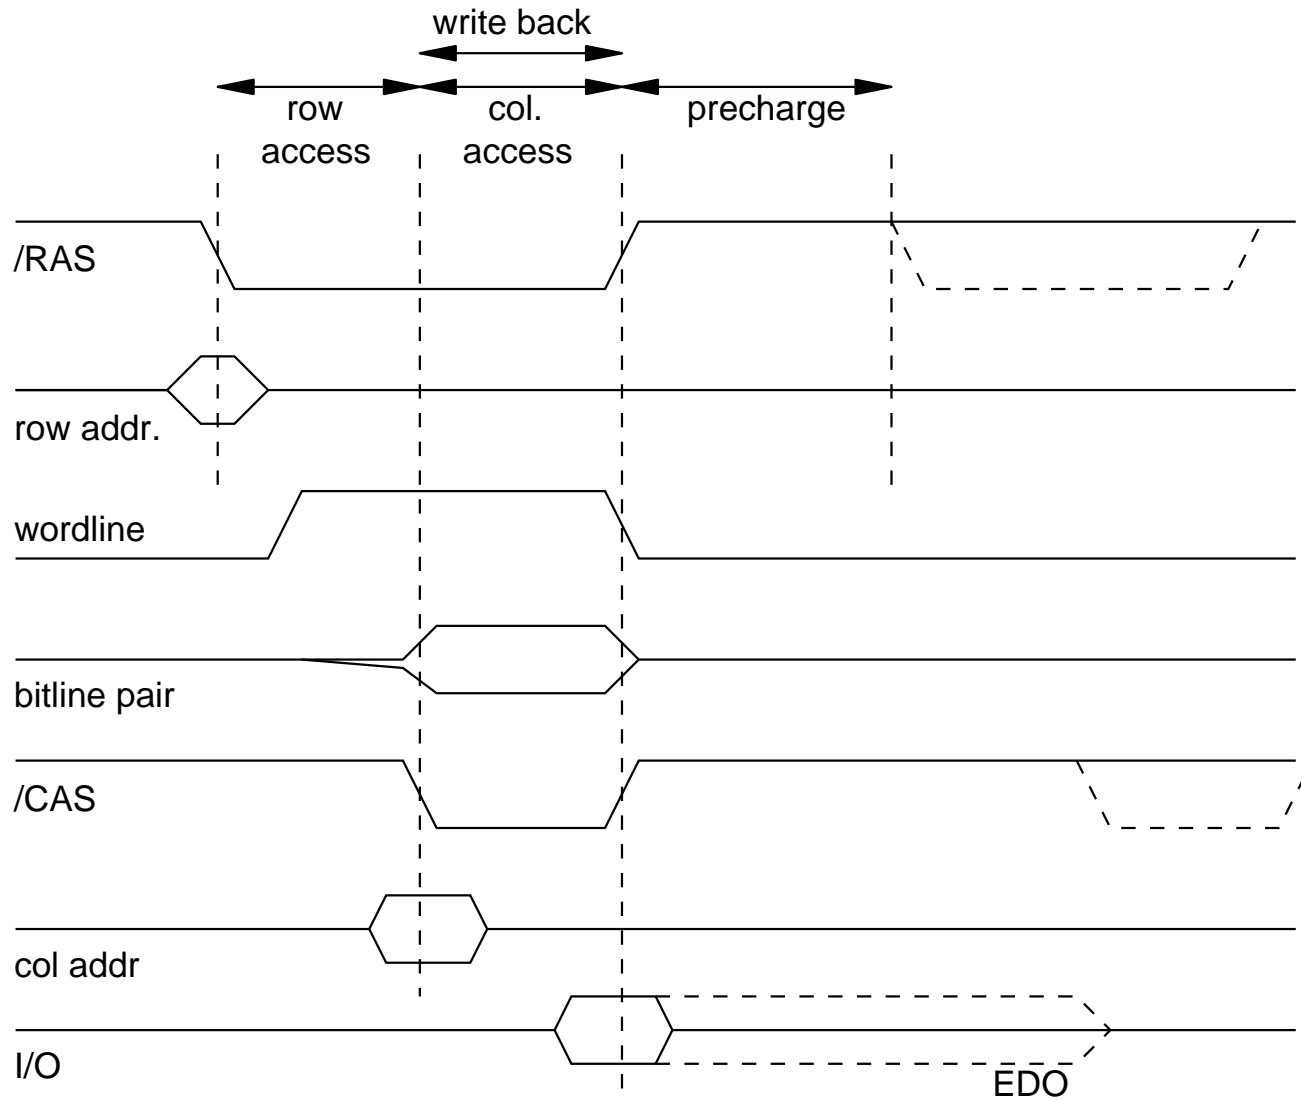 write back
row
access
col.
access
precharge
/RAS
row addr.
wordline
bitline pair
/CAS
col addr
I/O
EDO